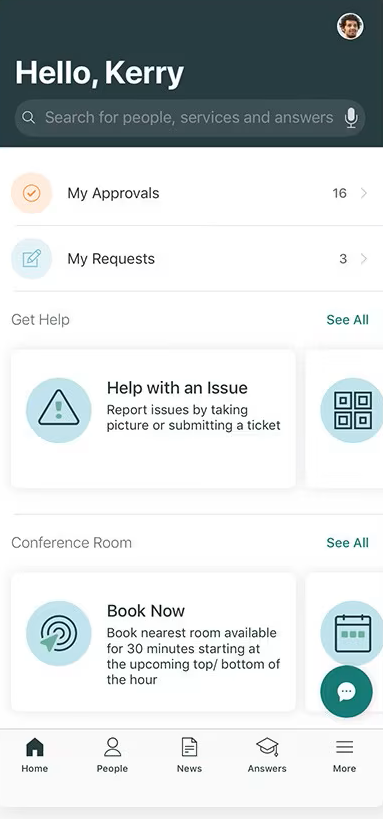 Hello, Kerry
Search for people, services and answers
My Approvals 16
My Requests 3
Get Help See All
Help with an Issue
Report issues by taking
picture or submitting a ticket
Conference Room See All
Book Now
Book nearest room available
for 30 minutes starting at
the upcoming top/ bottom of
the hour
Home People News Answers More